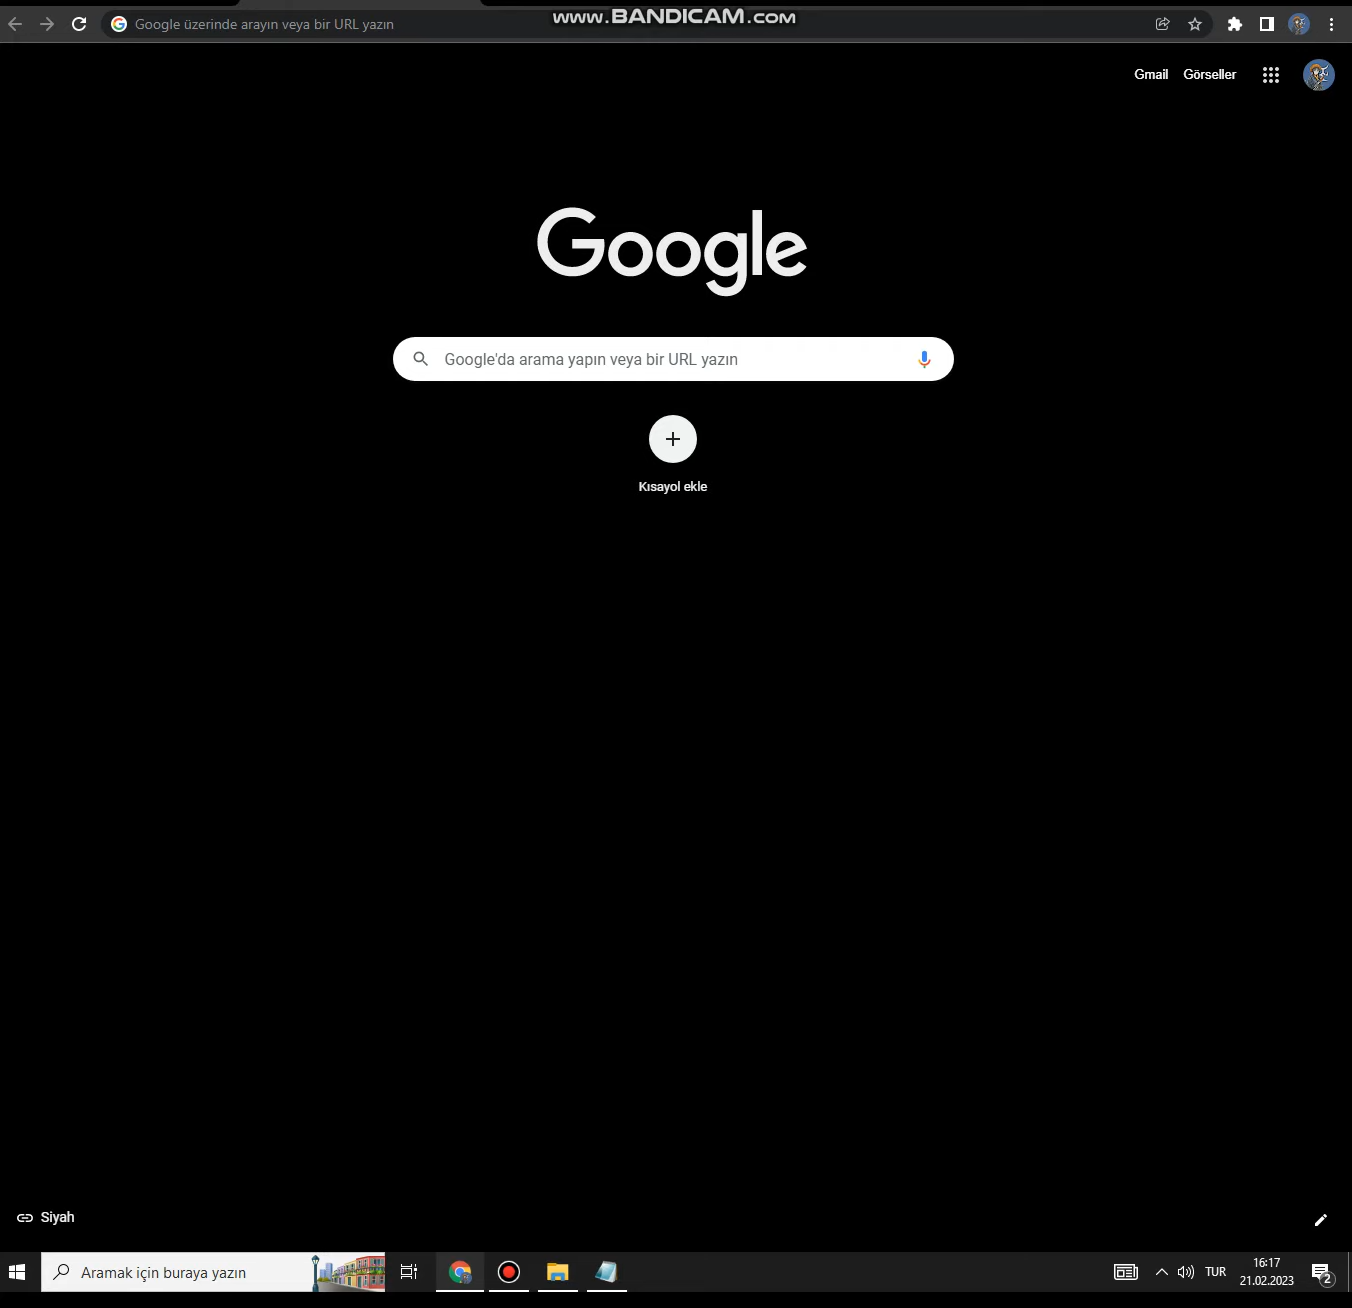 Google üzerinde arayın veya bir URL yazın
www.BANDICAM.com
Gmail Görseller
Google
Google'da arama yapın veya bir URL yazın
Kısayol ekle
Siyah
Aramak için buraya yazın
TUR
16:17
21.02.2023
2